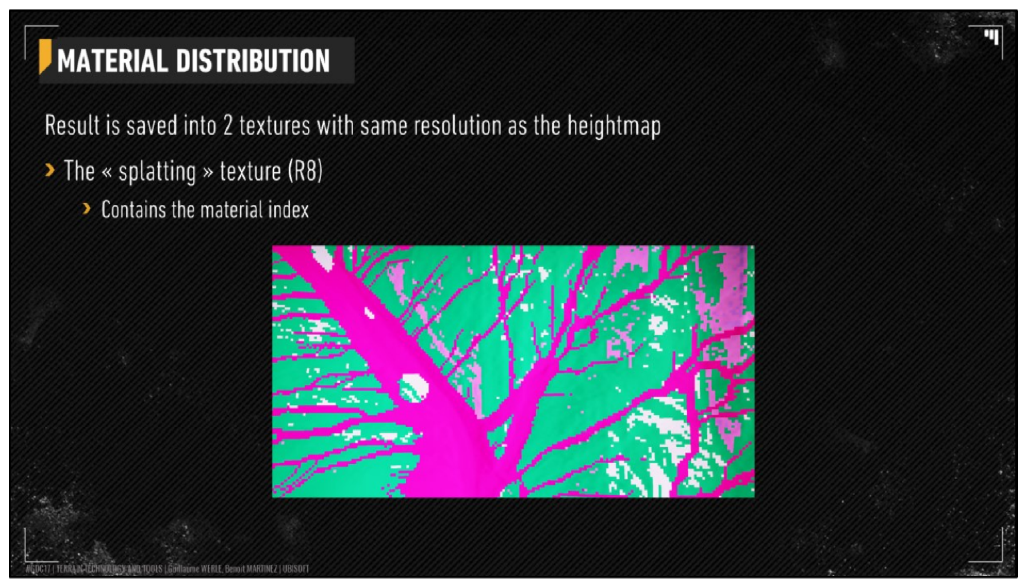 MATERIAL DISTRIBUTION
Result is saved into 2 textures with same resolution as the heightmap
The « splatting » texture (R8)
Contains the material index
#GDC17 | TERRAIN TECHNOLOGY AND TOOLS | Guillaume WERLE, Benoit MARTINEZ | UBISOFT